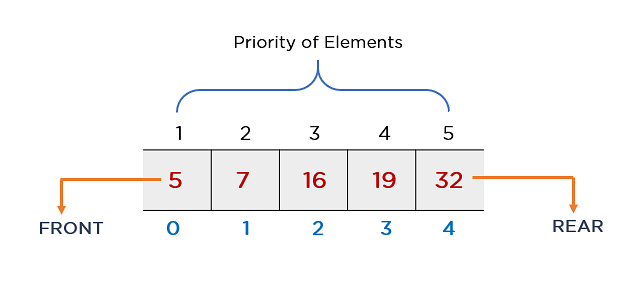 Priority of Elements
1 2 3 4 5
5 7 16 19 32
FRONT 0 1 2 3 4 REAR